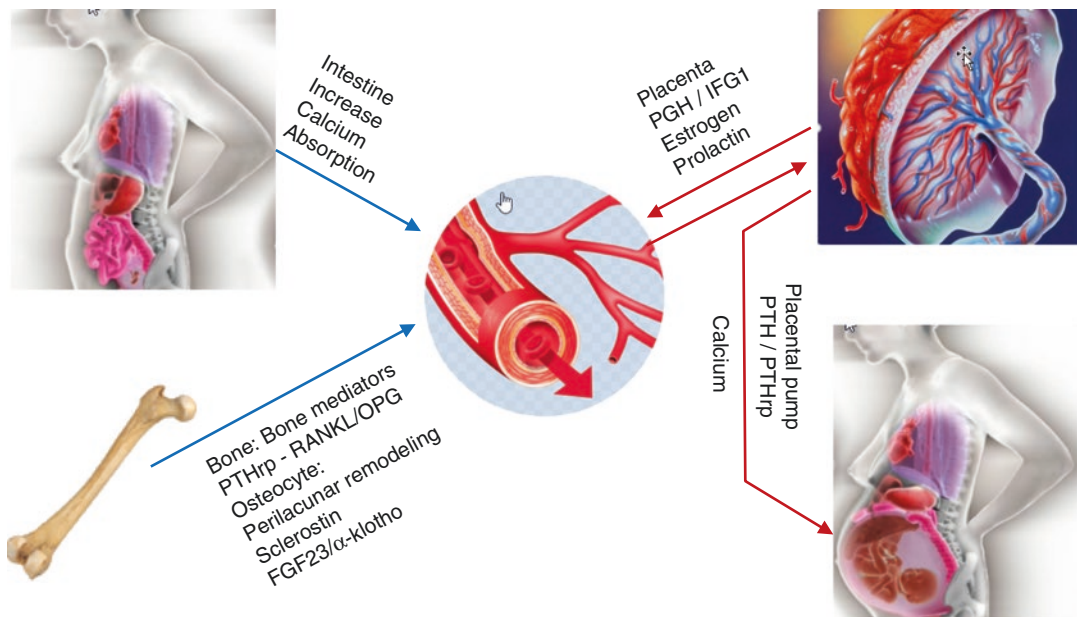 Intestine
Increase
Calcium
Absorption
Placenta
PGH / IFG1
Estrogen
Prolactin
Bone: Bone mediators
PTHrp - RANKL/OPG
Osteocyte:
Perilacunar remodeling
Sclerostin
FGF23/α-klotho
Calcium
Placental pump
PTH / PTHrp